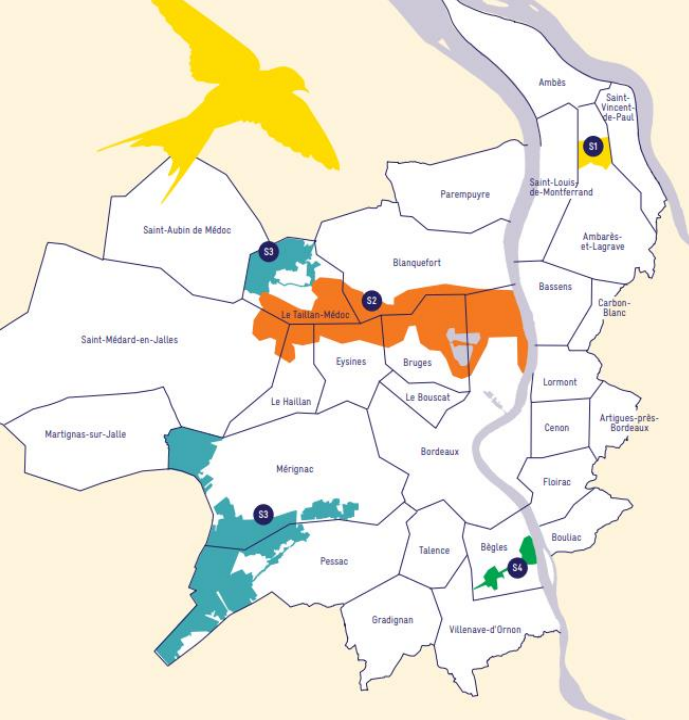 Ambès
Saint-
Vincent-
de-Paul
S1
Saint-Louis-
de-Montferrand
Parempuyre
Saint-Aubin de Médoc
Ambarès-
et-Lagrave
S3
Blanquefort
Bassens
S2
Carbon-
Blanc
Le Taillan-Médoc
Saint-Médard-en-Jalles
Eysines
Bruges
Lormont
Le Haillan
Le Bouscat
Artigues-près-
Bordeaux
Martignas-sur-Jalle
Cenon
Bordeaux
Mérignac
Floirac
S3
Bouliac
Bègles
Talence
Pessac
S4
Gradignan
Villenave-d'Ornon